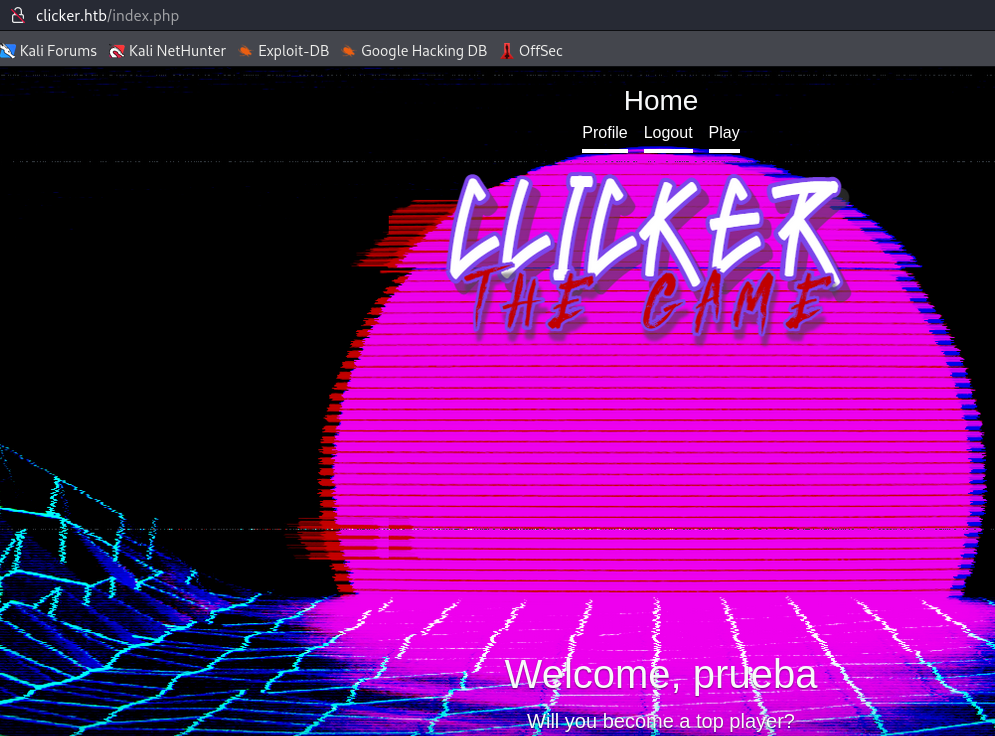 clicker.htb/index.php
Kali Forums Kali NetHunter Exploit-DB Google Hacking DB OffSec
Home
Profile Logout Play
CLICKER
THE GAME
Welcome, prueba
Will you become a top player?